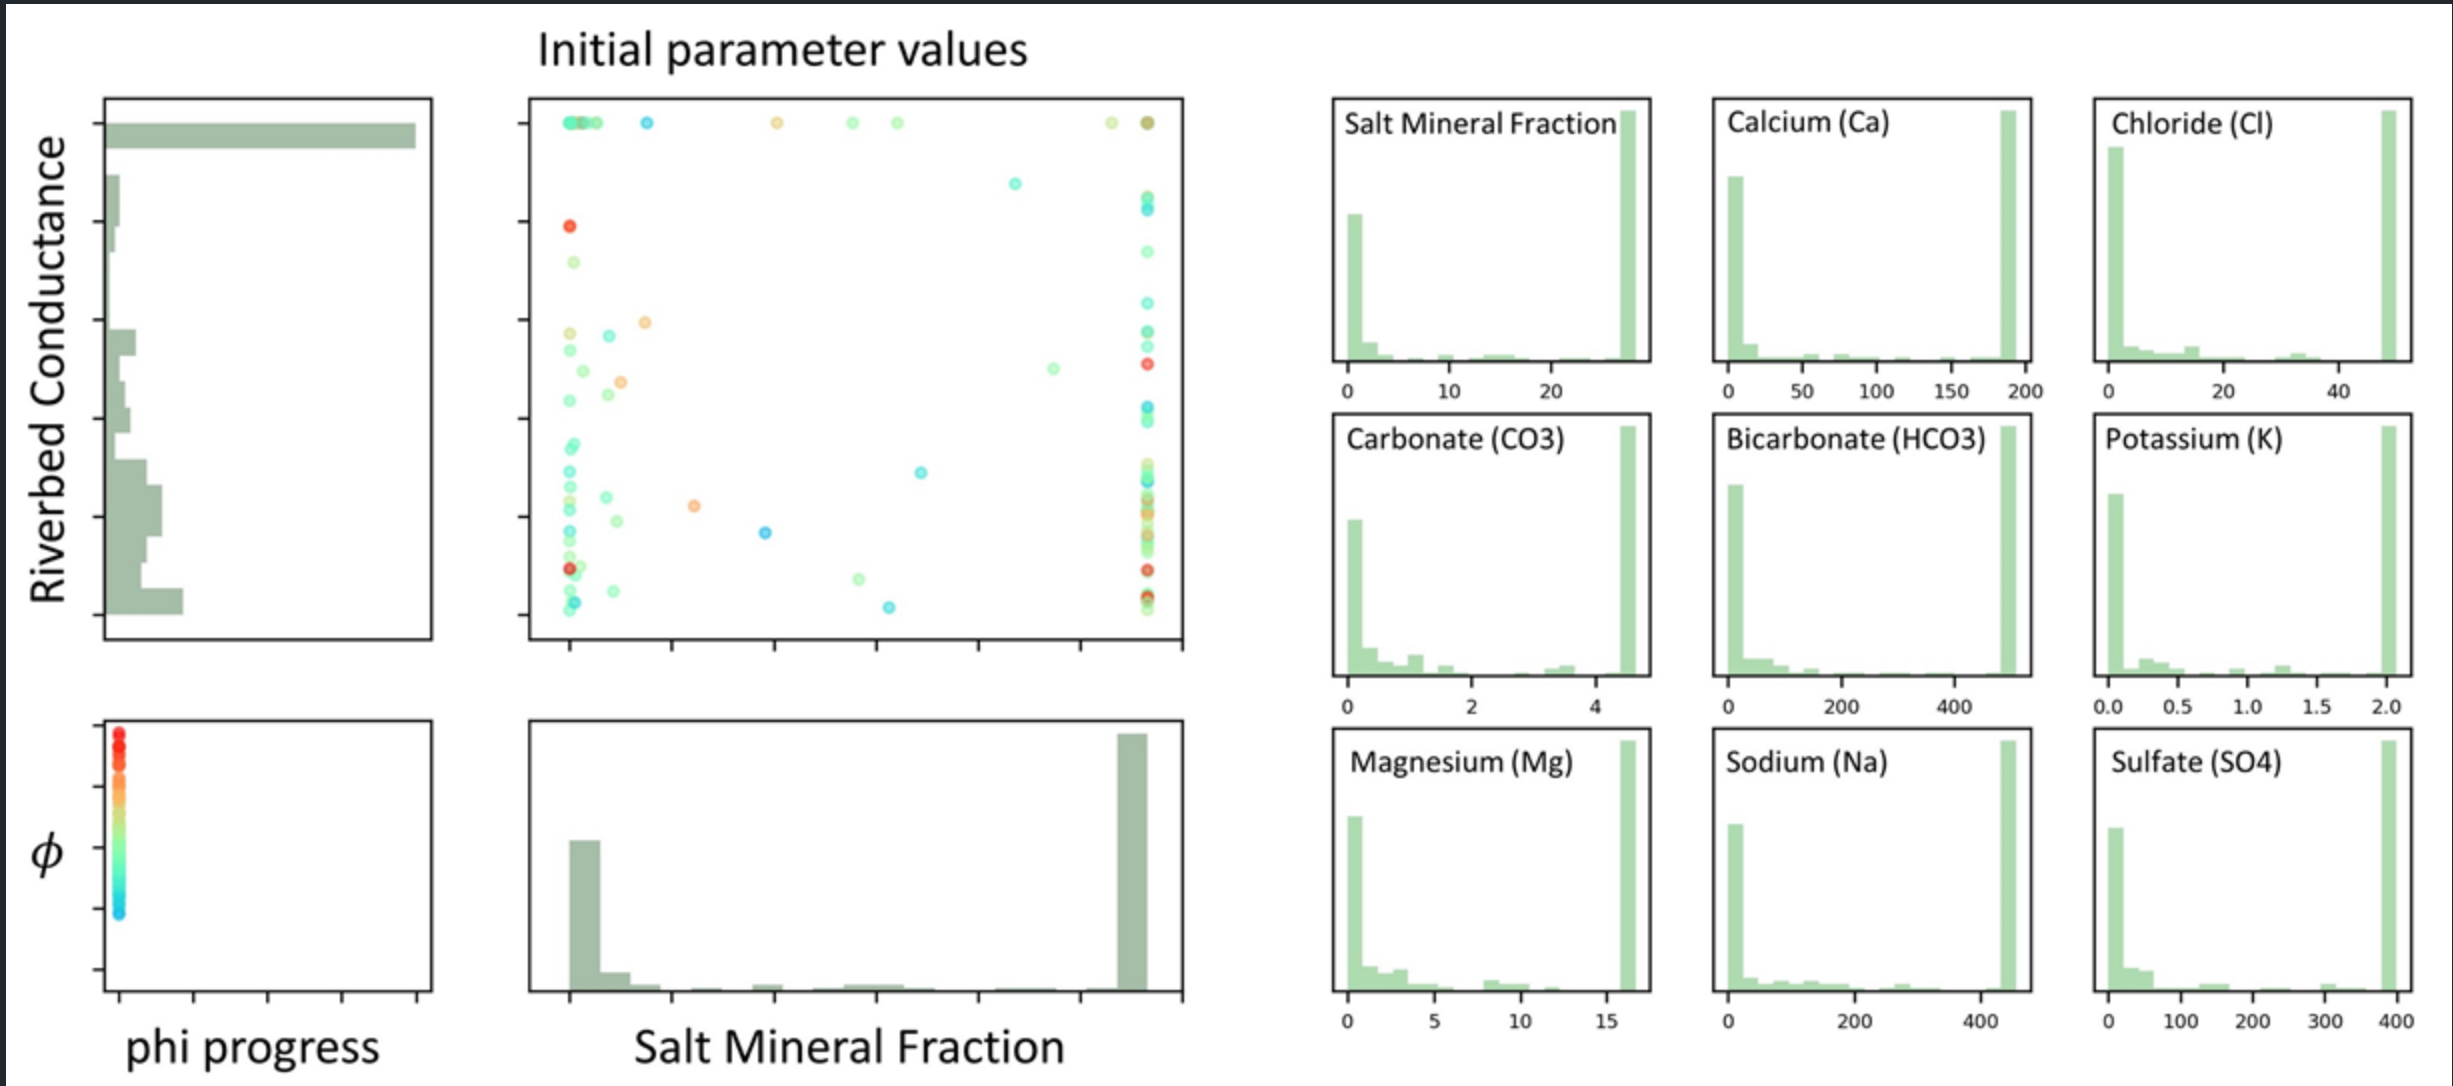 Initial parameter values
Riverbed Conductance
ϕ
phi progress
Salt Mineral Fraction
Salt Mineral Fraction
0 10 20
Calcium (Ca)
0 50 100 150 200
Chloride (Cl)
0 20 40
Carbonate (CO3)
0 2 4
Bicarbonate (HCO3)
0 200 400
Potassium (K)
0.0 0.5 1.0 1.5 2.0
Magnesium (Mg)
0 5 10 15
Sodium (Na)
0 200 400
Sulfate (SO4)
0 100 200 300 400